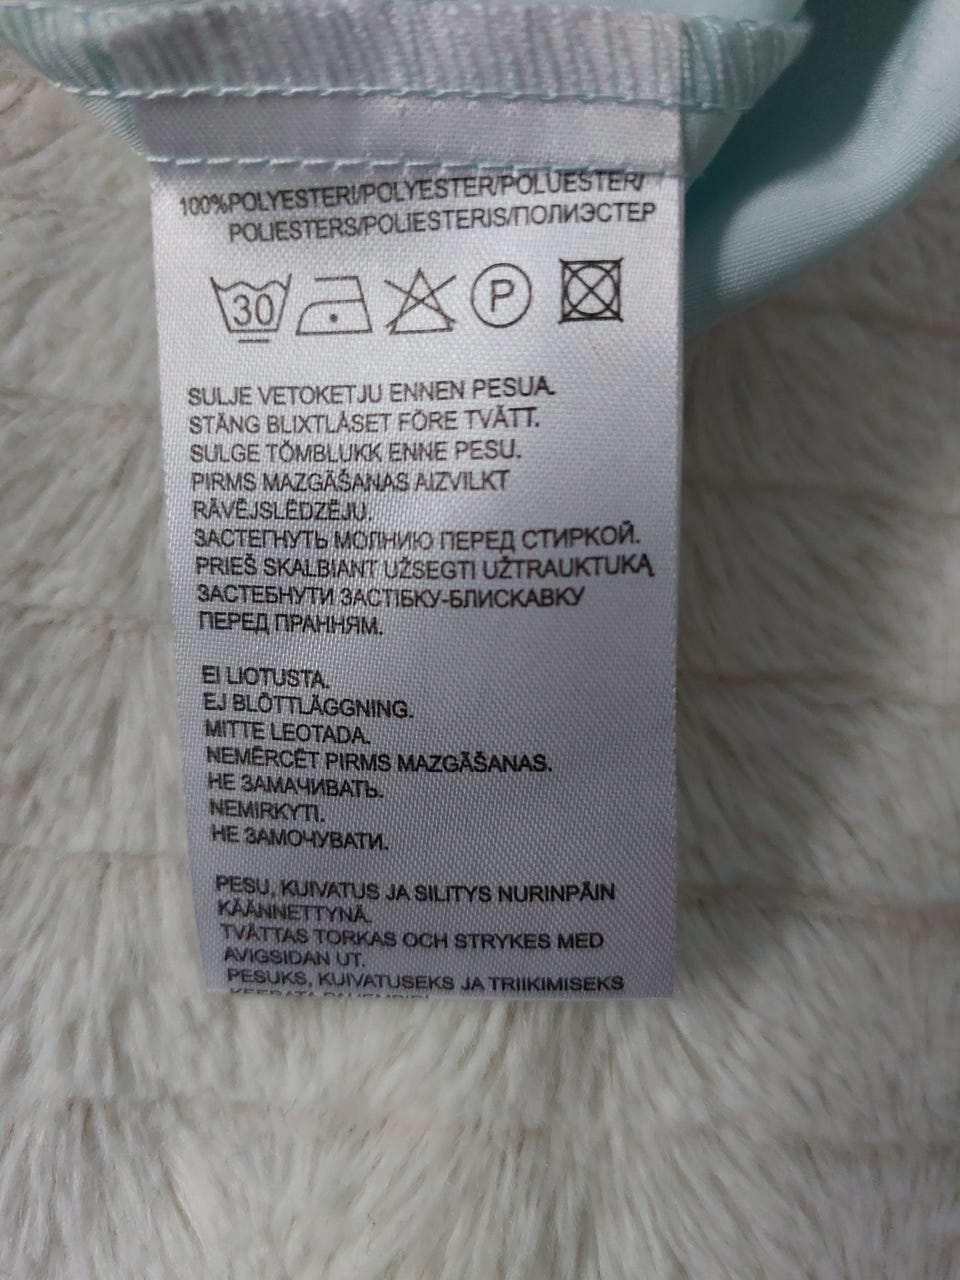 100%POLYESTERI/POLYESTER/POLÜESTER/
POLIESTERS/POLIESTERIS/ПОЛИЭСТЕР
30 P
SULJE VETOKETJU ENNEN PESUA.
STÄNG BLIXTLÅSET FÖRE TVÄTT.
SULGE TÕMBLUKK ENNE PESU.
PIRMS MAZGĀŠANAS AIZVILKT
RĀVĒJSLĒDZĒJU.
ЗАСТЕГНУТЬ МОЛНИЮ ПЕРЕД СТИРКОЙ.
PRIEŠ SKALBIANT UŽSEGTI UŽTRAUKTUKĄ
ЗАСТЕБНУТИ ЗАСТІБКУ-БЛИСКАВКУ
ПЕРЕД ПРАННЯМ.
EI LIOTUSTA.
EJ BLÖTTLÄGGNING.
MITTE LEOTADA.
NEMĒRCĒT PIRMS MAZGĀŠANAS.
НЕ ЗАМАЧИВАТЬ.
NEMIRKYTI.
НЕ ЗАМОЧУВАТИ.
PESU, KUIVATUS JA SILITYS NURINPÄIN
KÄÄNNETTYNÄ.
TVÄTTAS TORKAS OCH STRYKES MED
AVIGSIDAN UT.
PESUKS, KUIVATUSEKS JA TRIIKIMISEKS